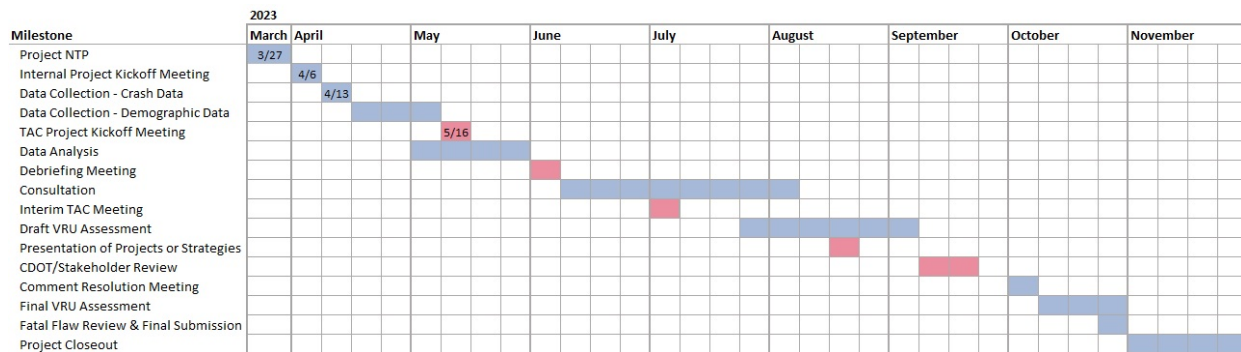 2023
Milestone March April May June July August September October November
Project NTP 3/27
Internal Project Kickoff Meeting 4/6
Data Collection - Crash Data 4/13
Data Collection - Demographic Data
TAC Project Kickoff Meeting 5/16
Data Analysis
Debriefing Meeting
Consultation
Interim TAC Meeting
Draft VRU Assessment
Presentation of Projects or Strategies
CDOT/Stakeholder Review
Comment Resolution Meeting
Final VRU Assessment
Fatal Flaw Review & Final Submission
Project Closeout